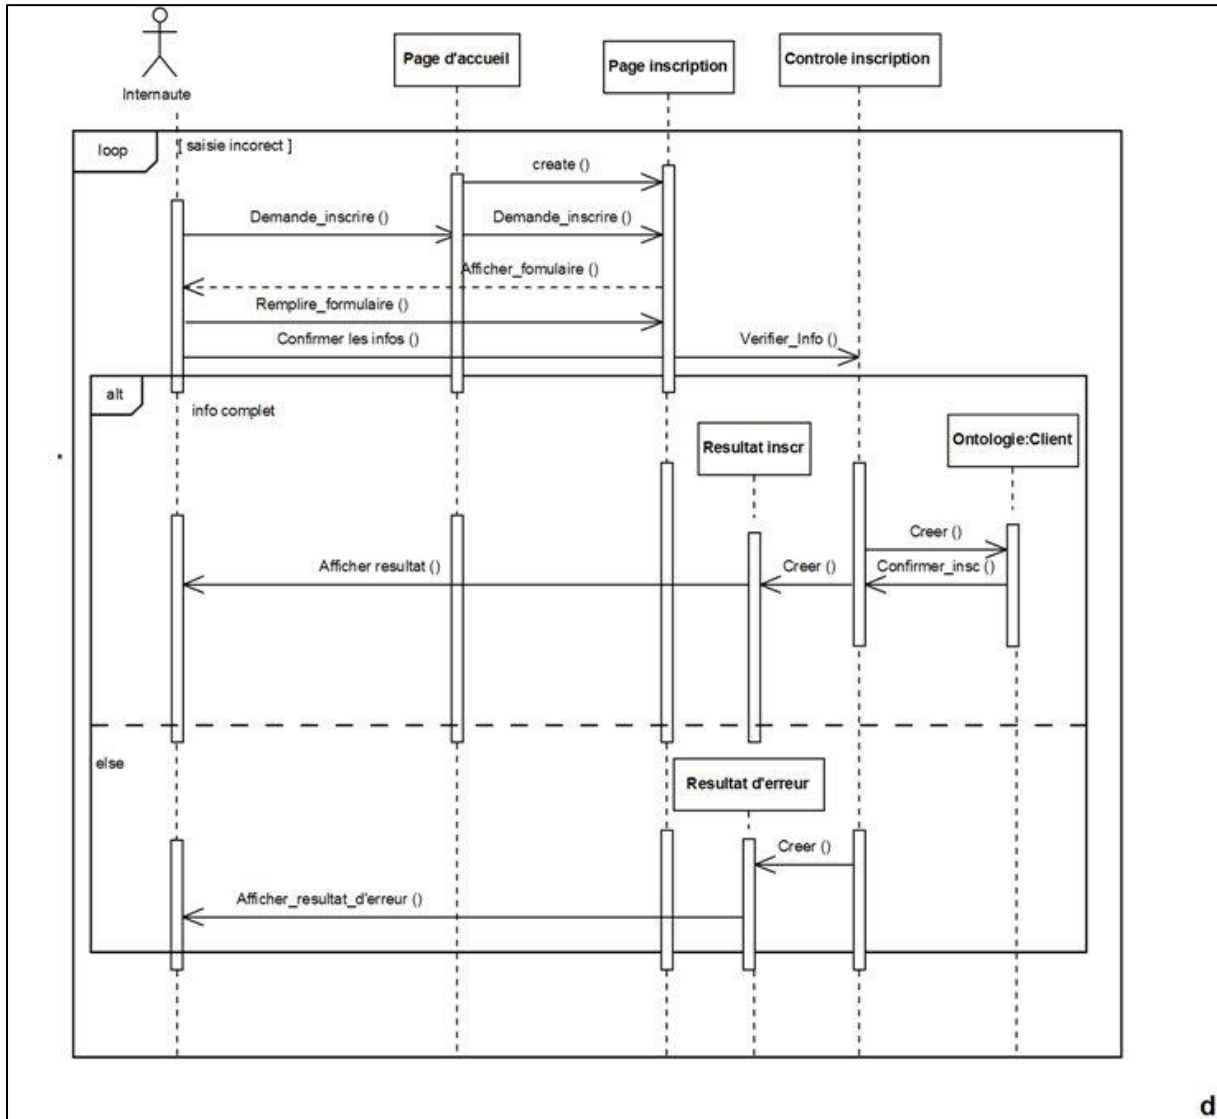 Internaute
Page d'accueil
Page inscription
Controle inscription
loop
[ saisie incorect ]
create ()
Demande_inscrire ()
Demande_inscrire ()
Afficher_fomulaire ()
Remplire_formulaire ()
Confirmer les infos ()
Verifier_Info ()
alt
info complet
Resultat inscr
Ontologie:Client
*
Creer ()
Afficher resultat ()
Creer ()
Confirmer_insc ()
else
Resultat d'erreur
Creer ()
Afficher_resultat_d'erreur ()
d